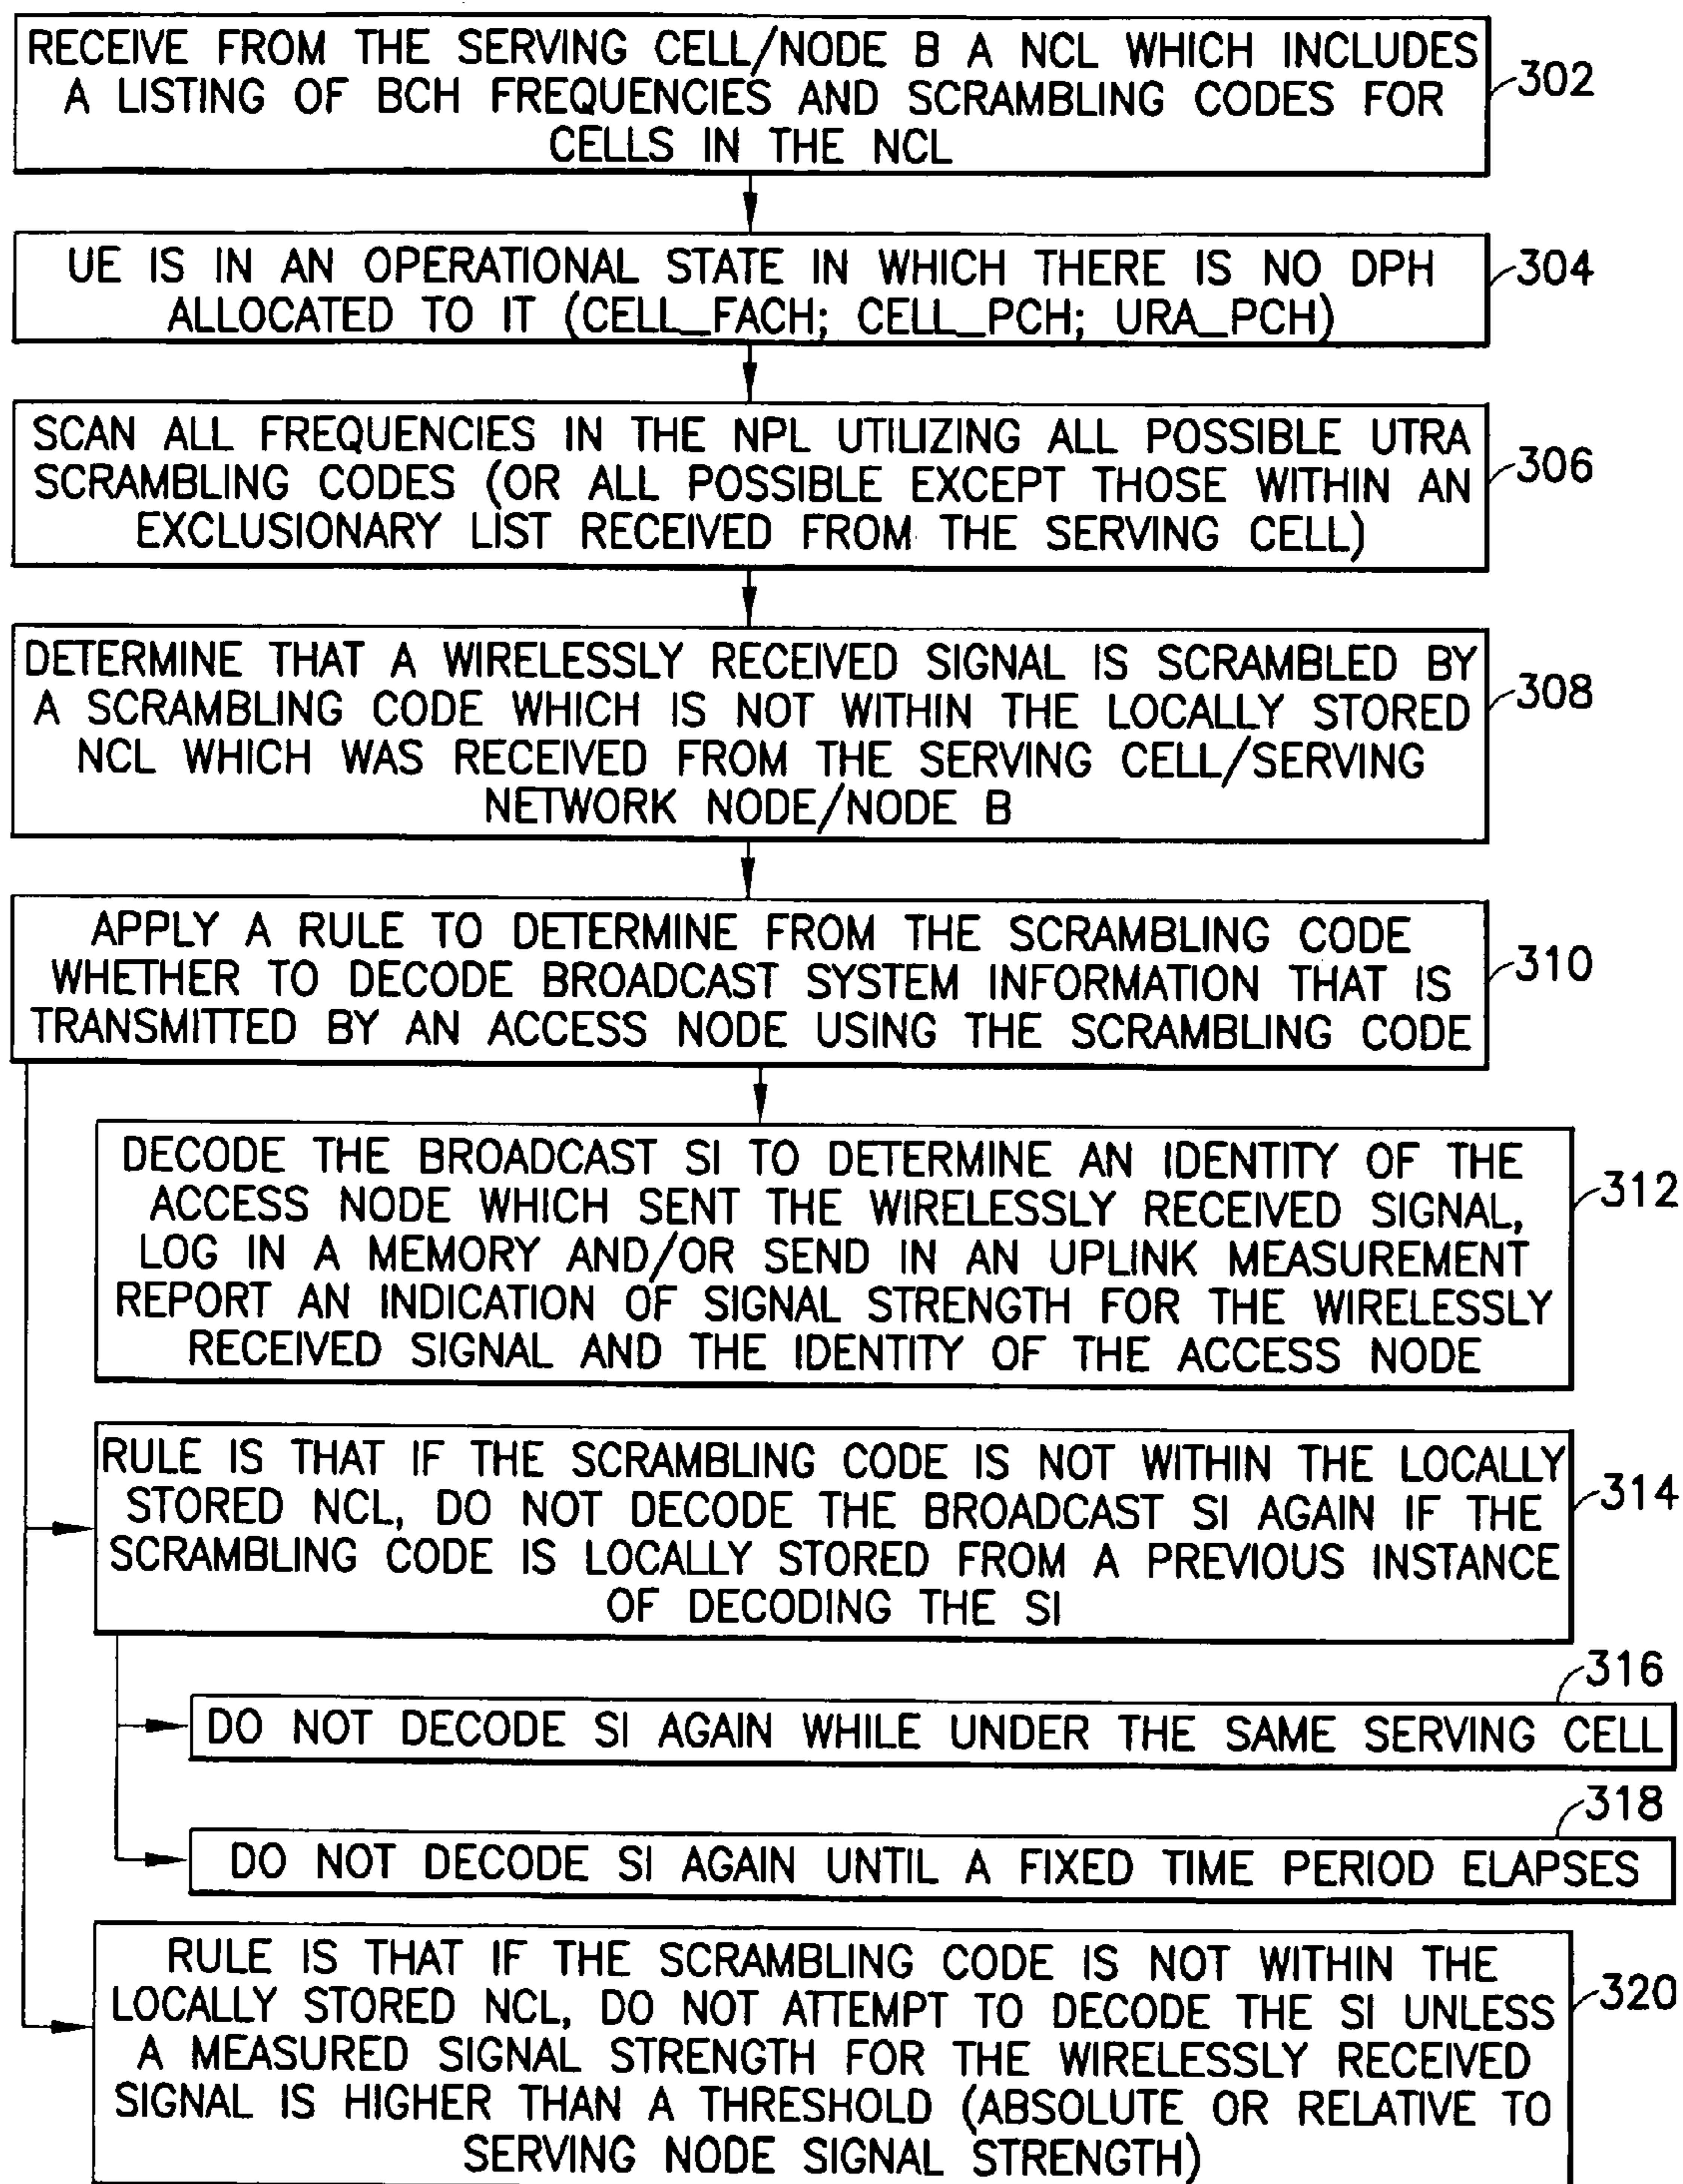 RECEIVE FROM THE SERVING CELL/NODE B A NCL WHICH INCLUDES
A LISTING OF BCH FREQUENCIES AND SCRAMBLING CODES FOR
CELLS IN THE NCL
302
UE IS IN AN OPERATIONAL STATE IN WHICH THERE IS NO DPH
ALLOCATED TO IT (CELL_FACH; CELL_PCH; URA_PCH)
304
SCAN ALL FREQUENCIES IN THE NPL UTILIZING ALL POSSIBLE UTRA
SCRAMBLING CODES (OR ALL POSSIBLE EXCEPT THOSE WITHIN AN
EXCLUSIONARY LIST RECEIVED FROM THE SERVING CELL)
306
DETERMINE THAT A WIRELESSLY RECEIVED SIGNAL IS SCRAMBLED BY
A SCRAMBLING CODE WHICH IS NOT WITHIN THE LOCALLY STORED
NCL WHICH WAS RECEIVED FROM THE SERVING CELL/SERVING
NETWORK NODE/NODE B
308
APPLY A RULE TO DETERMINE FROM THE SCRAMBLING CODE
WHETHER TO DECODE BROADCAST SYSTEM INFORMATION THAT IS
TRANSMITTED BY AN ACCESS NODE USING THE SCRAMBLING CODE
310
DECODE THE BROADCAST SI TO DETERMINE AN IDENTITY OF THE
ACCESS NODE WHICH SENT THE WIRELESSLY RECEIVED SIGNAL,
LOG IN A MEMORY AND/OR SEND IN AN UPLINK MEASUREMENT
REPORT AN INDICATION OF SIGNAL STRENGTH FOR THE WIRELESSLY
RECEIVED SIGNAL AND THE IDENTITY OF THE ACCESS NODE
312
RULE IS THAT IF THE SCRAMBLING CODE IS NOT WITHIN THE LOCALLY
STORED NCL, DO NOT DECODE THE BROADCAST SI AGAIN IF THE
SCRAMBLING CODE IS LOCALLY STORED FROM A PREVIOUS INSTANCE
OF DECODING THE SI
314
316
DO NOT DECODE SI AGAIN WHILE UNDER THE SAME SERVING CELL
318
DO NOT DECODE SI AGAIN UNTIL A FIXED TIME PERIOD ELAPSES
RULE IS THAT IF THE SCRAMBLING CODE IS NOT WITHIN THE
LOCALLY STORED NCL, DO NOT ATTEMPT TO DECODE THE SI UNLESS
A MEASURED SIGNAL STRENGTH FOR THE WIRELESSLY RECEIVED
SIGNAL IS HIGHER THAN A THRESHOLD (ABSOLUTE OR RELATIVE TO
SERVING NODE SIGNAL STRENGTH)
320